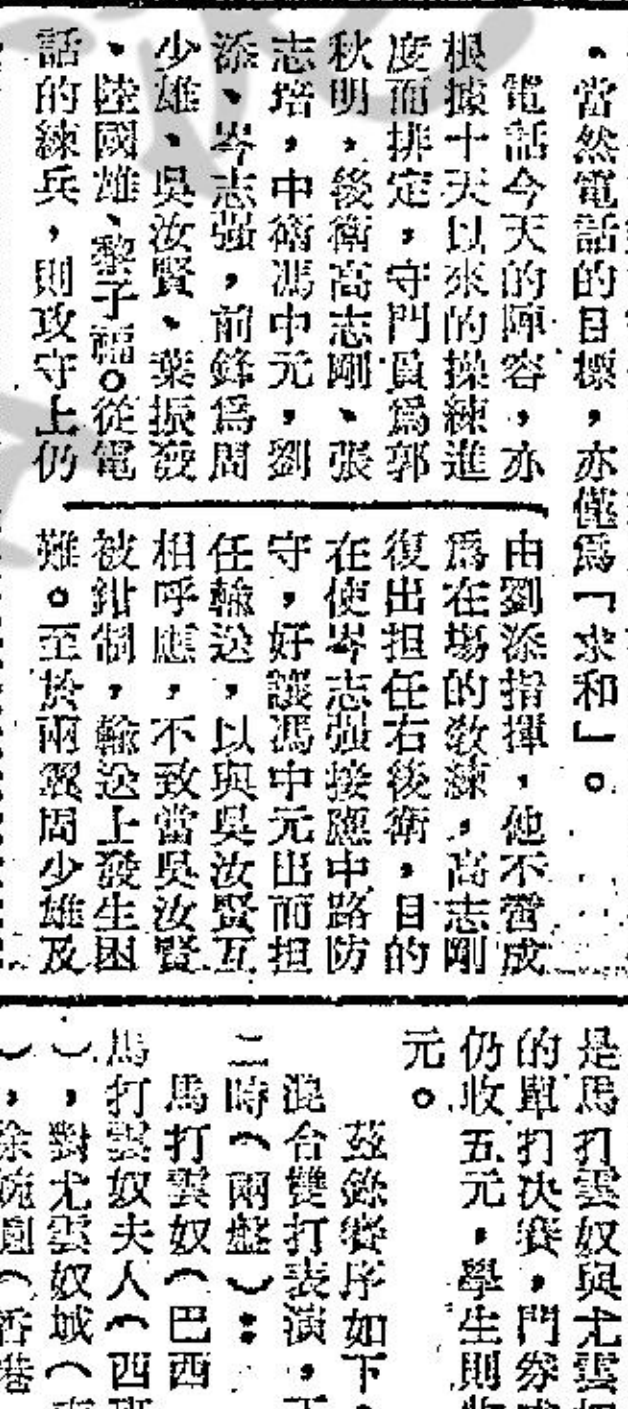 。當然電話的目標，亦僅爲「求和」。
電話今天的陣容，亦
根據十天以來的操練進
度而排定，守門員爲郭
秋明，後衛高志剛、張
志培，中衛馮中元，劉
添、岑志强，前鋒爲周
少雄、吳汝賢、葉振發
、陸國雄、黎子儒。從電
話的練兵，則攻守上仍
由劉添指揮，他不啻成
爲在場的敎練，高志剛
復出担任右後衛，目的
在使岑志强接應中路防
守，好讓馮中元出而担
任輸送，以與吳汝賢互
相呼應，不致當吳汝賢
被鉗制，輸送上發生困
難。至於兩翼周少雄及
是馬打雲奴與尤雲
的單打決賽，門券
仍收五元，學生則
元。
茲錄賽序如下
混合雙打表演，
二時（兩盤）：
馬打雲奴（巴西
馬打雲奴夫人（西班
），對尤雲奴城（
），（香港